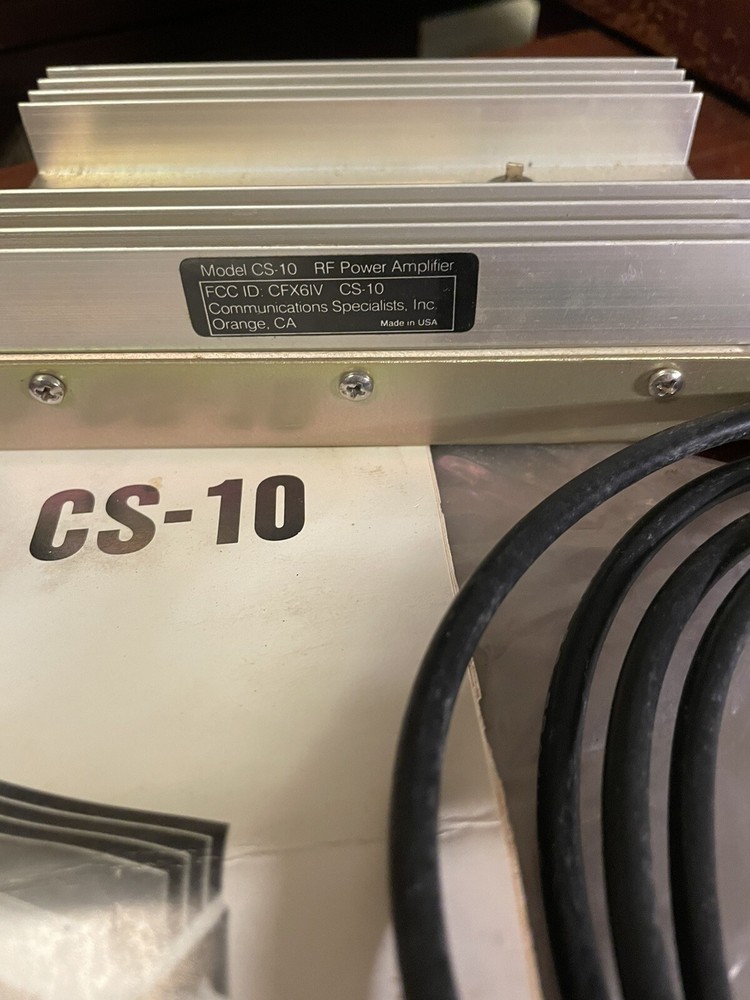 Model CS-10 RF Power Amplifier
FCC ID: CFX6IV CS-10
Communications Specialists, Inc.
Orange, CA Made in USA
CS-10